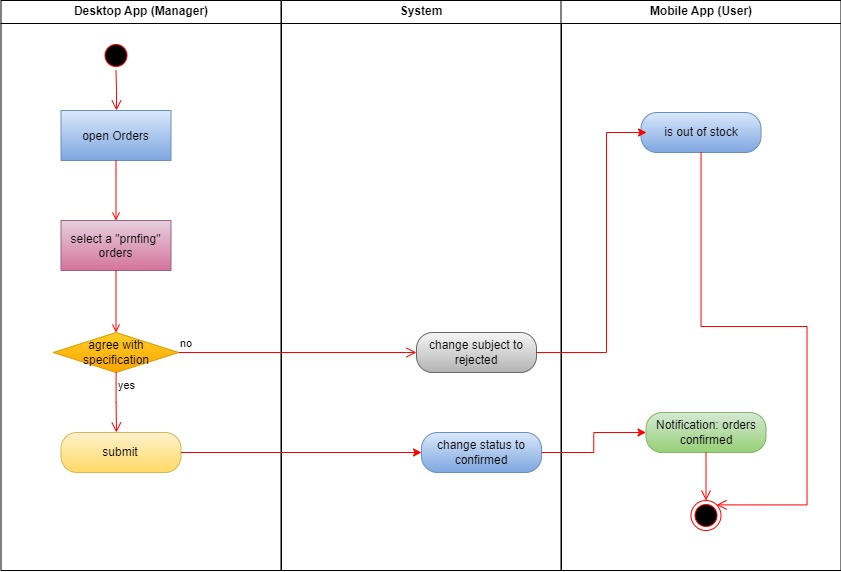 Desktop App (Manager)
System
Mobile App (User)
open Orders
is out of stock
select a "prnfing"
orders
agree with
specification
no
change subject to
rejected
yes
submit
change status to
confirmed
Notification: orders
confirmed